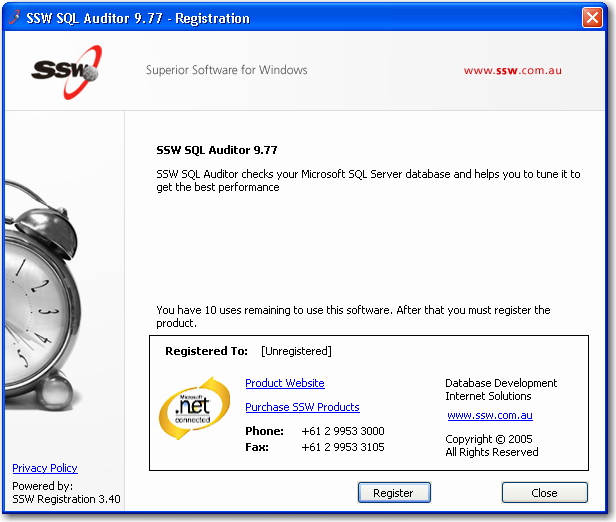 SSW SQL Auditor 9.77 - Registration
SSW
Superior Software for Windows
www.ssw.com.au
SSW SQL Auditor 9.77
SSW SQL Auditor checks your Microsoft SQL Server database and helps you to tune it to
get the best performance
1
2
3
4
5
You have 10 uses remaining to use this software. After that you must register the
product.
Registered To: [Unregistered]
Microsoft
.net
connected
Product Website
Purchase SSW Products
Phone: +61 2 9953 3000
Fax: +61 2 9953 3105
Database Development
Internet Solutions
www.ssw.com.au
Copyright © 2005
All Rights Reserved
Privacy Policy
Powered by:
SSW Registration 3.40
Register
Close